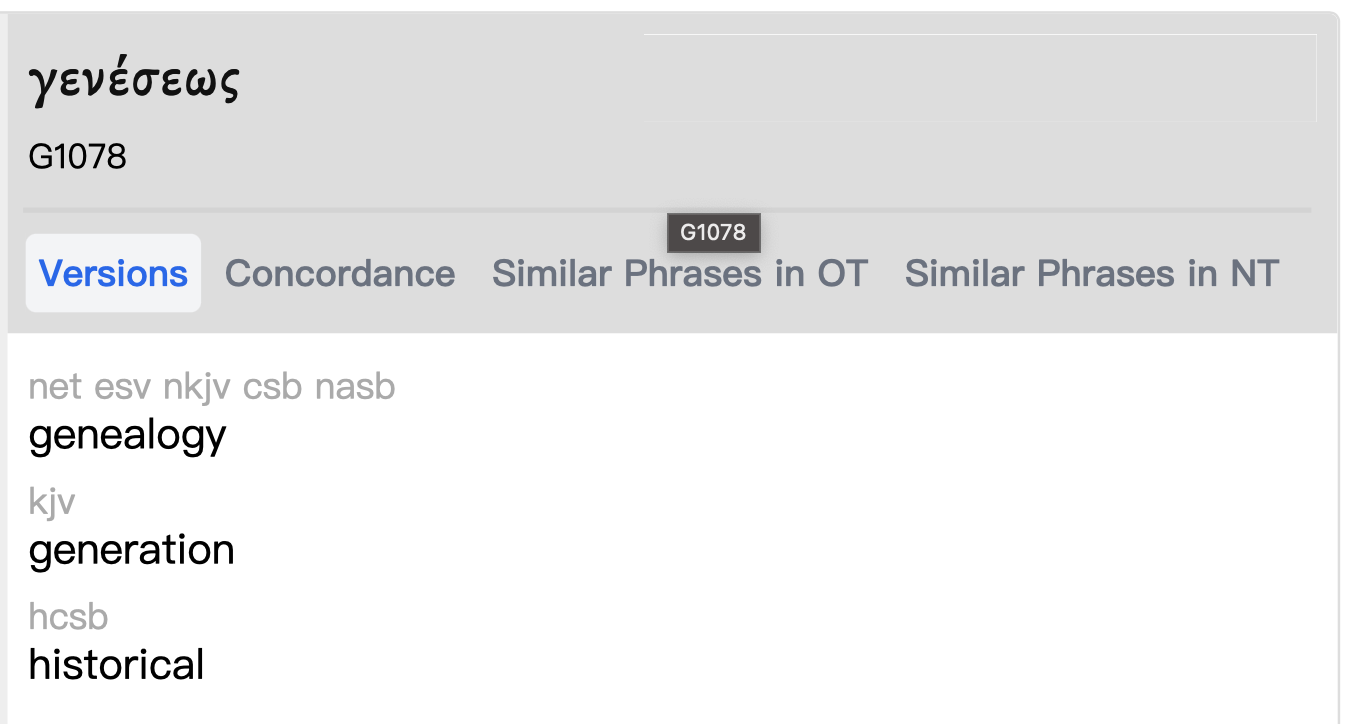 γενέσεως
G1078
G1078
Versions Concordance Similar Phrases in OT Similar Phrases in NT
net esv nkjv csb nasb
genealogy
kjv
generation
hcsb
historical